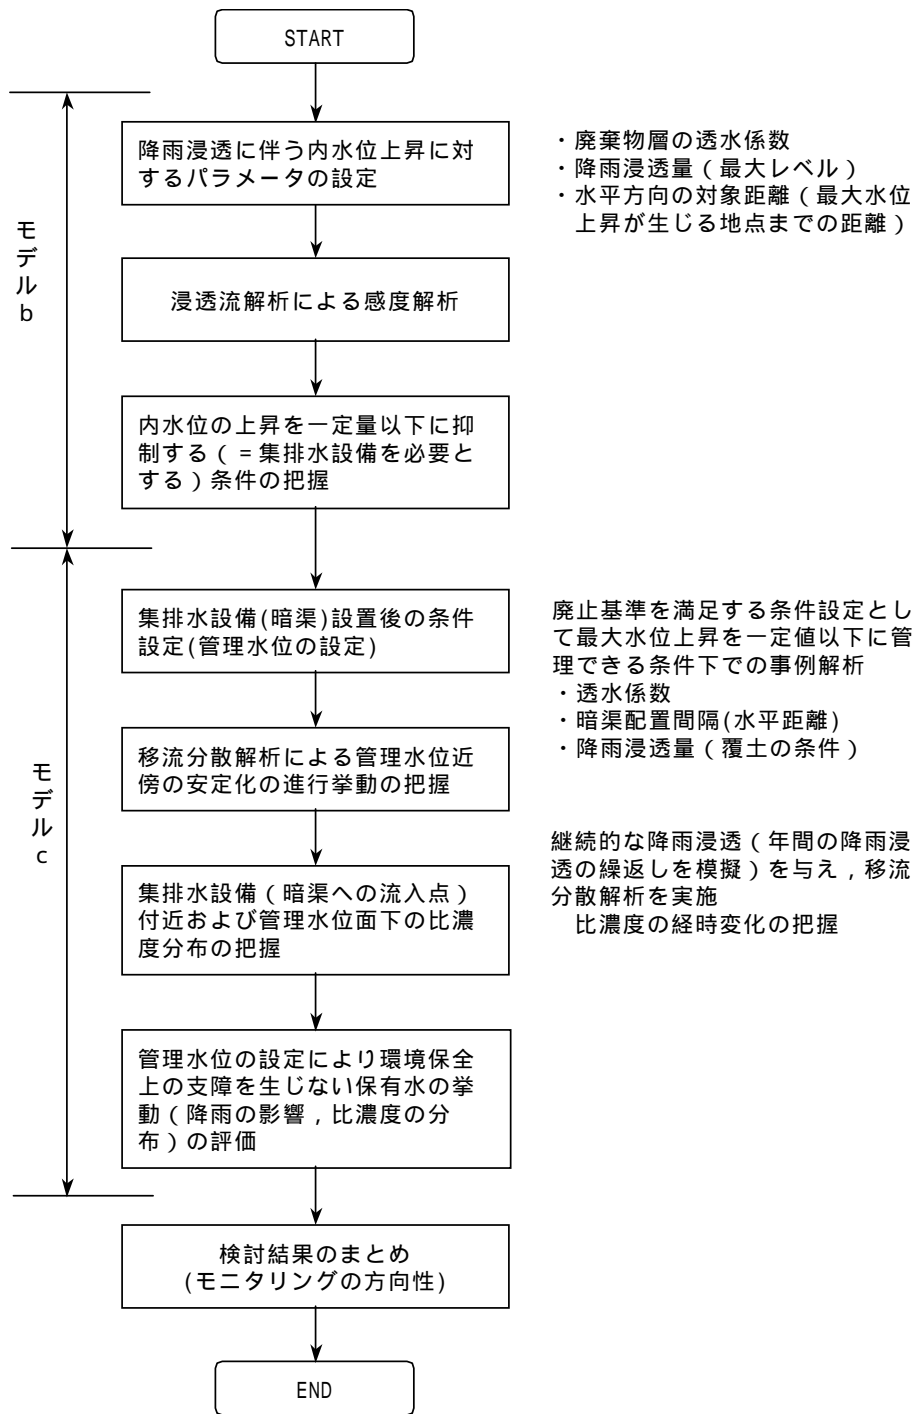 START
降雨浸透に伴う内水位上昇に対
するパラメータの設定
・廃棄物層の透水係数
・降雨浸透量（最大レベル）
・水平方向の対象距離（最大水位
上昇が生じる地点までの距離）
モデルb
浸透流解析による感度解析
内水位の上昇を一定量以下に抑
制する（＝集排水設備を必要と
する）条件の把握
集排水設備(暗渠)設置後の条件
設定(管理水位の設定)
廃止基準を満足する条件設定とし
て最大水位上昇を一定値以下に管
理できる条件下での事例解析
・透水係数
・暗渠配置間隔(水平距離)
・降雨浸透量（覆土の条件）
モデルc
移流分散解析による管理水位近
傍の安定化の進行挙動の把握
集排水設備（暗渠への流入点）
付近および管理水位面下の比濃
度分布の把握
継続的な降雨浸透（年間の降雨浸
透の繰返しを模擬）を与え，移流
分散解析を実施
比濃度の経時変化の把握
管理水位の設定により環境保全
上の支障を生じない保有水の挙
動（降雨の影響，比濃度の分
布）の評価
検討結果のまとめ
(モニタリングの方向性)
END